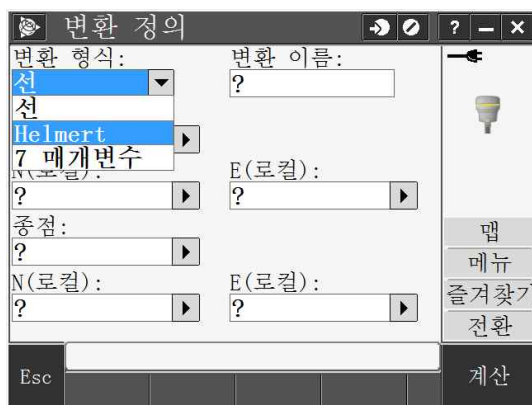 변환 정의
? – ×
변환 형식: 변환 이름:
선 ?
선
Helmert
7 매개변수
N(로컬): E(로컬):
? ?
종점:
?
N(로컬): E(로컬):
? ?
맵
메뉴
즐겨찾기
전환
Esc 계산